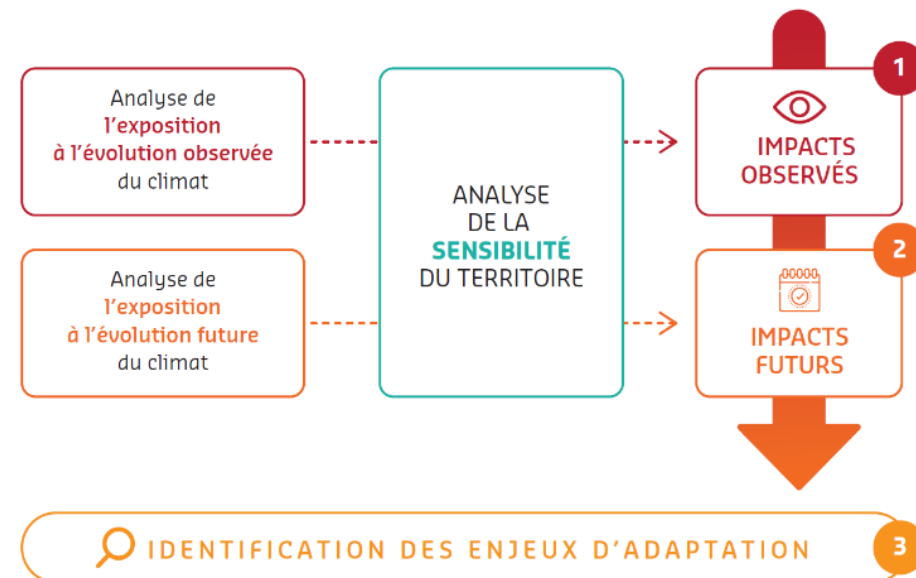 Analyse de
l'exposition
à l'évolution observée
du climat
ANALYSE
DE LA
SENSIBILITÉ
DU TERRITOIRE
1
IMPACTS
OBSERVÉS
Analyse de
l'exposition
à l'évolution future
du climat
2
IMPACTS
FUTURS
IDENTIFICATION DES ENJEUX D'ADAPTATION
3